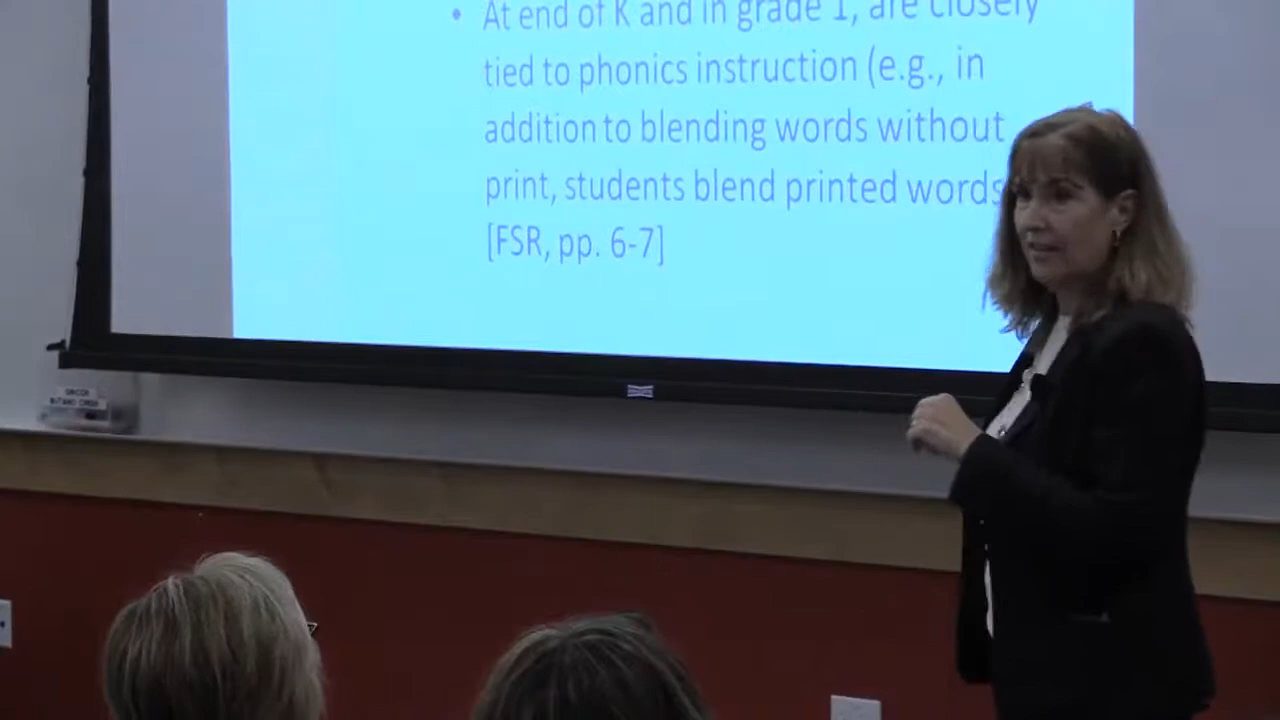 • At end of K and in grade 1, are closely
tied to phonics instruction (e.g., in
addition to blending words without
print, students blend printed words
[FSR, pp. 6-7]